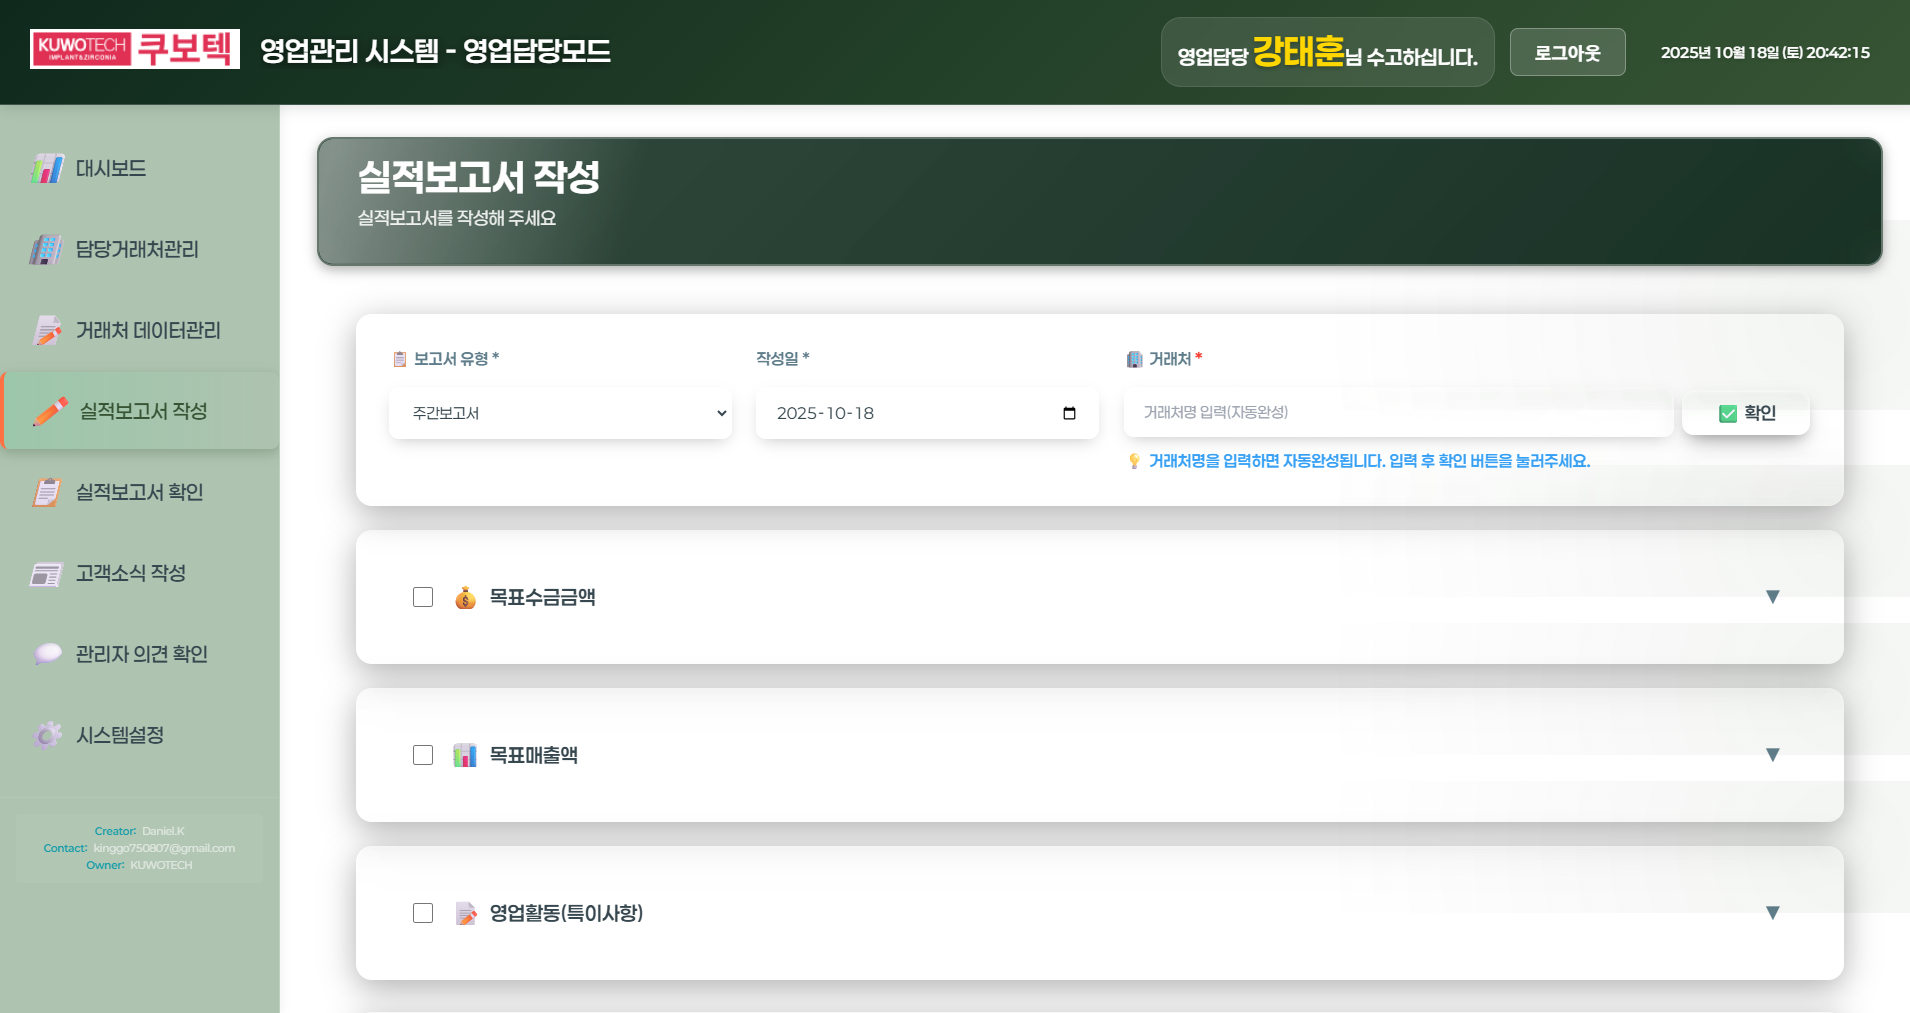 KUWOTECH
IMPLANT&ZIRCONIA
쿠보텍
영업관리 시스템 - 영업담당모드
영업담당 강태훈님 수고하십니다.
로그아웃
2025년 10월 18일 (토) 20:42:15
대시보드
담당거래처관리
거래처 데이터관리
실적보고서 작성
실적보고서 확인
고객소식 작성
관리자 의견 확인
시스템설정
Creator: Daniel.K
Contact: kinggo750807@gmail.com
Owner: KUWOTECH
실적보고서 작성
실적보고서를 작성해 주세요
보고서 유형 *
작성일 *
거래처 *
주간보고서
2025-10-18
거래처명 입력(자동완성)
확인
거래처명을 입력하면 자동완성됩니다. 입력 후 확인 버튼을 눌러주세요.
목표수금금액
목표매출액
영업활동(특이사항)